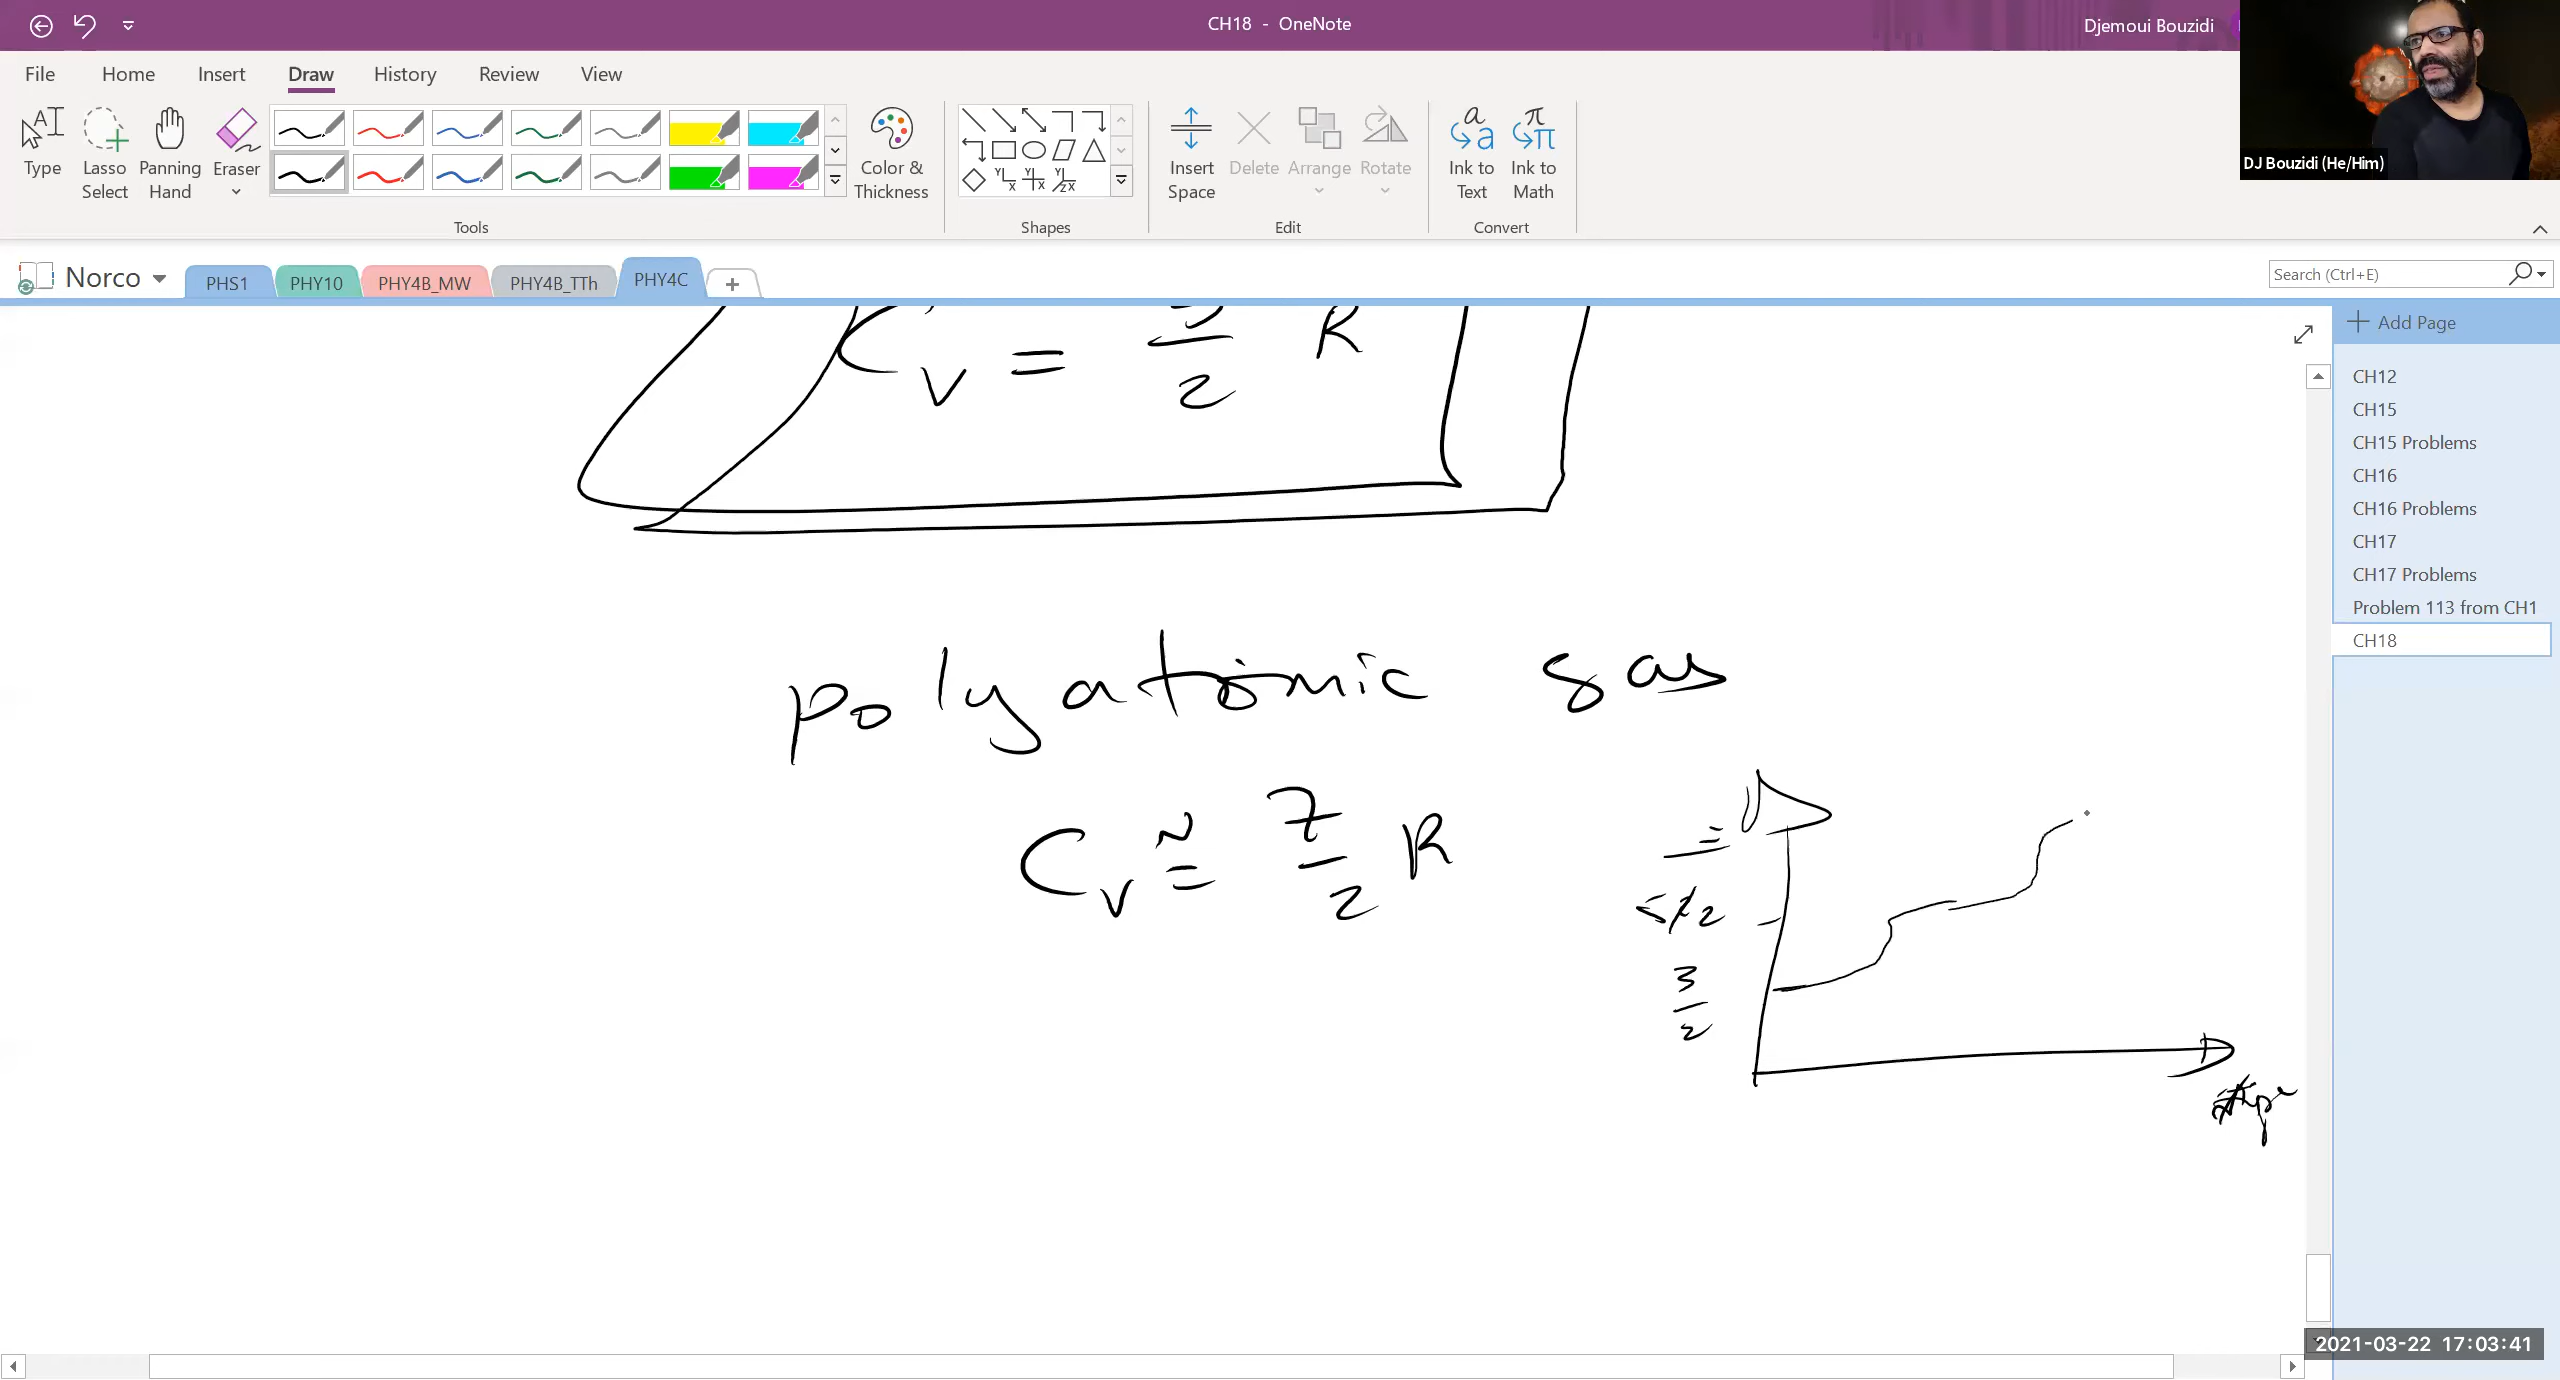 CH18 - OneNote
Djemoui Bouzidi
File Home Insert Draw History Review View
Type
Lasso Select
Panning Hand
Eraser
Color & Thickness
Insert Space
Delete
Arrange
Rotate
Ink to Text
Ink to Math
Tools
Shapes
Edit
Convert
DJ Bouzidi (He/Him)
Norco
PHS1 PHY10 PHY4B_MW PHY4B_TTh PHY4C
Search (Ctrl+E)
Add Page
CH12
CH15
CH15 Problems
CH16
CH16 Problems
CH17
CH17 Problems
Problem 113 from CH1
CH18
C_V = /2 R
polyatomic gas
C_V ≅ 7/2 R
5/2
3/2
2021-03-22 17:03:41